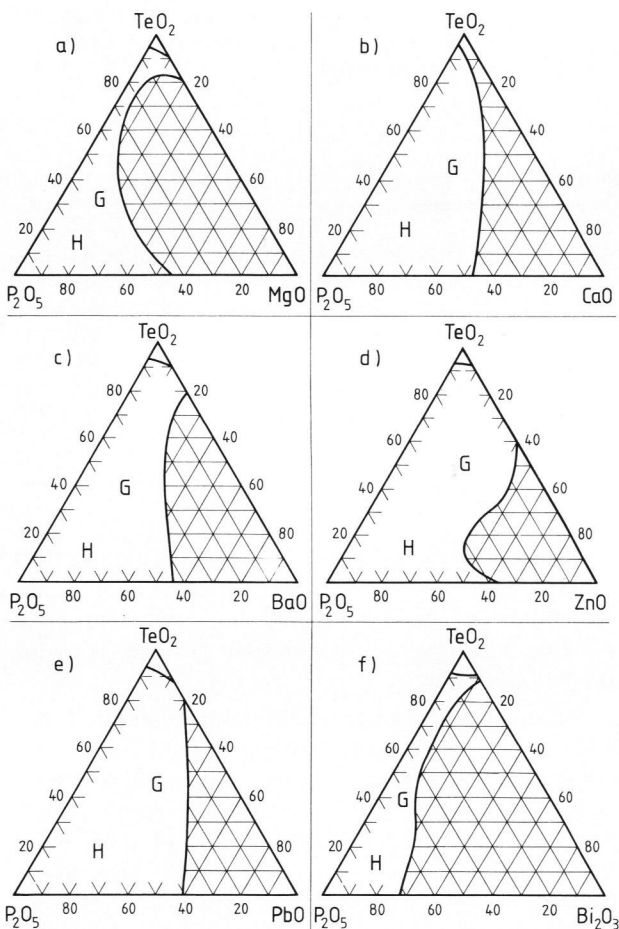 TeO₂
a)
80 20
60 40
40 60
G
20 80
H
80 60 40 20
P₂O₅ MgO
TeO₂
b)
80 20
60 40
G
40 60
20 H 80
80 60 40 20
P₂O₅ CaO
TeO₂
c)
80 20
60 40
40 G 60
20 80
H
80 60 40 20
P₂O₅ BaO
TeO₂
d)
80 20
60 40
G
40 60
20 80
H
80 60 40 20
P₂O₅ ZnO
TeO₂
e)
80 20
60 40
G
40 60
20 H 80
80 60 40 20
P₂O₅ PbO
TeO₂
f)
80 20
60 40
40 G 60
20 80
H
80 60 40 20
P₂O₅ Bi₂O₃